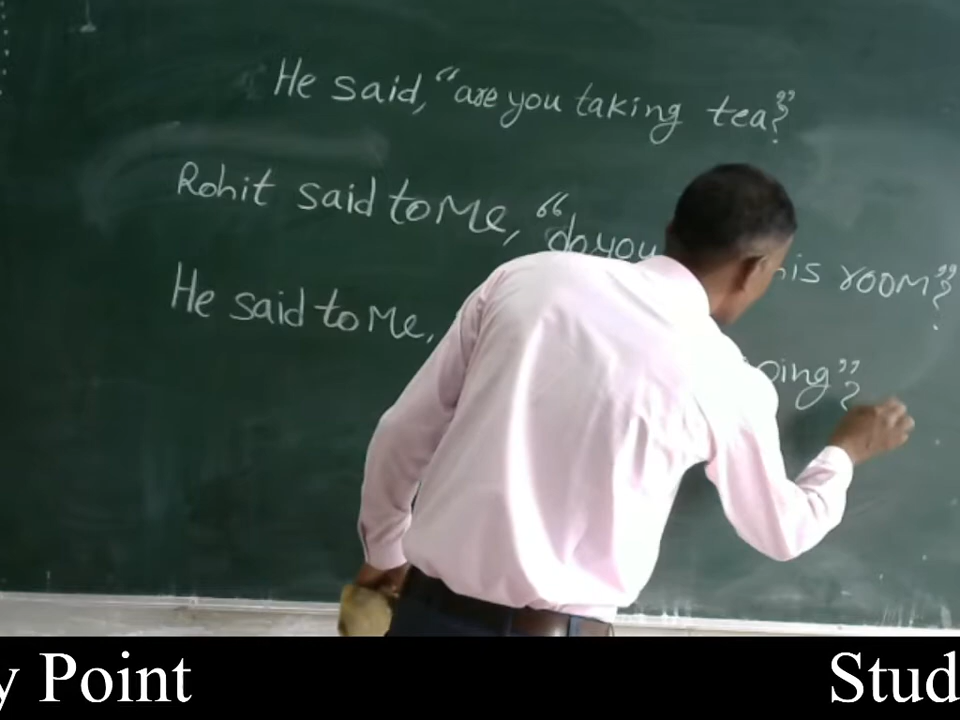 He said, “are you taking tea?”
Rohit said to Me, “do you his room”?
He said to Me, oing”?
y Point Stud